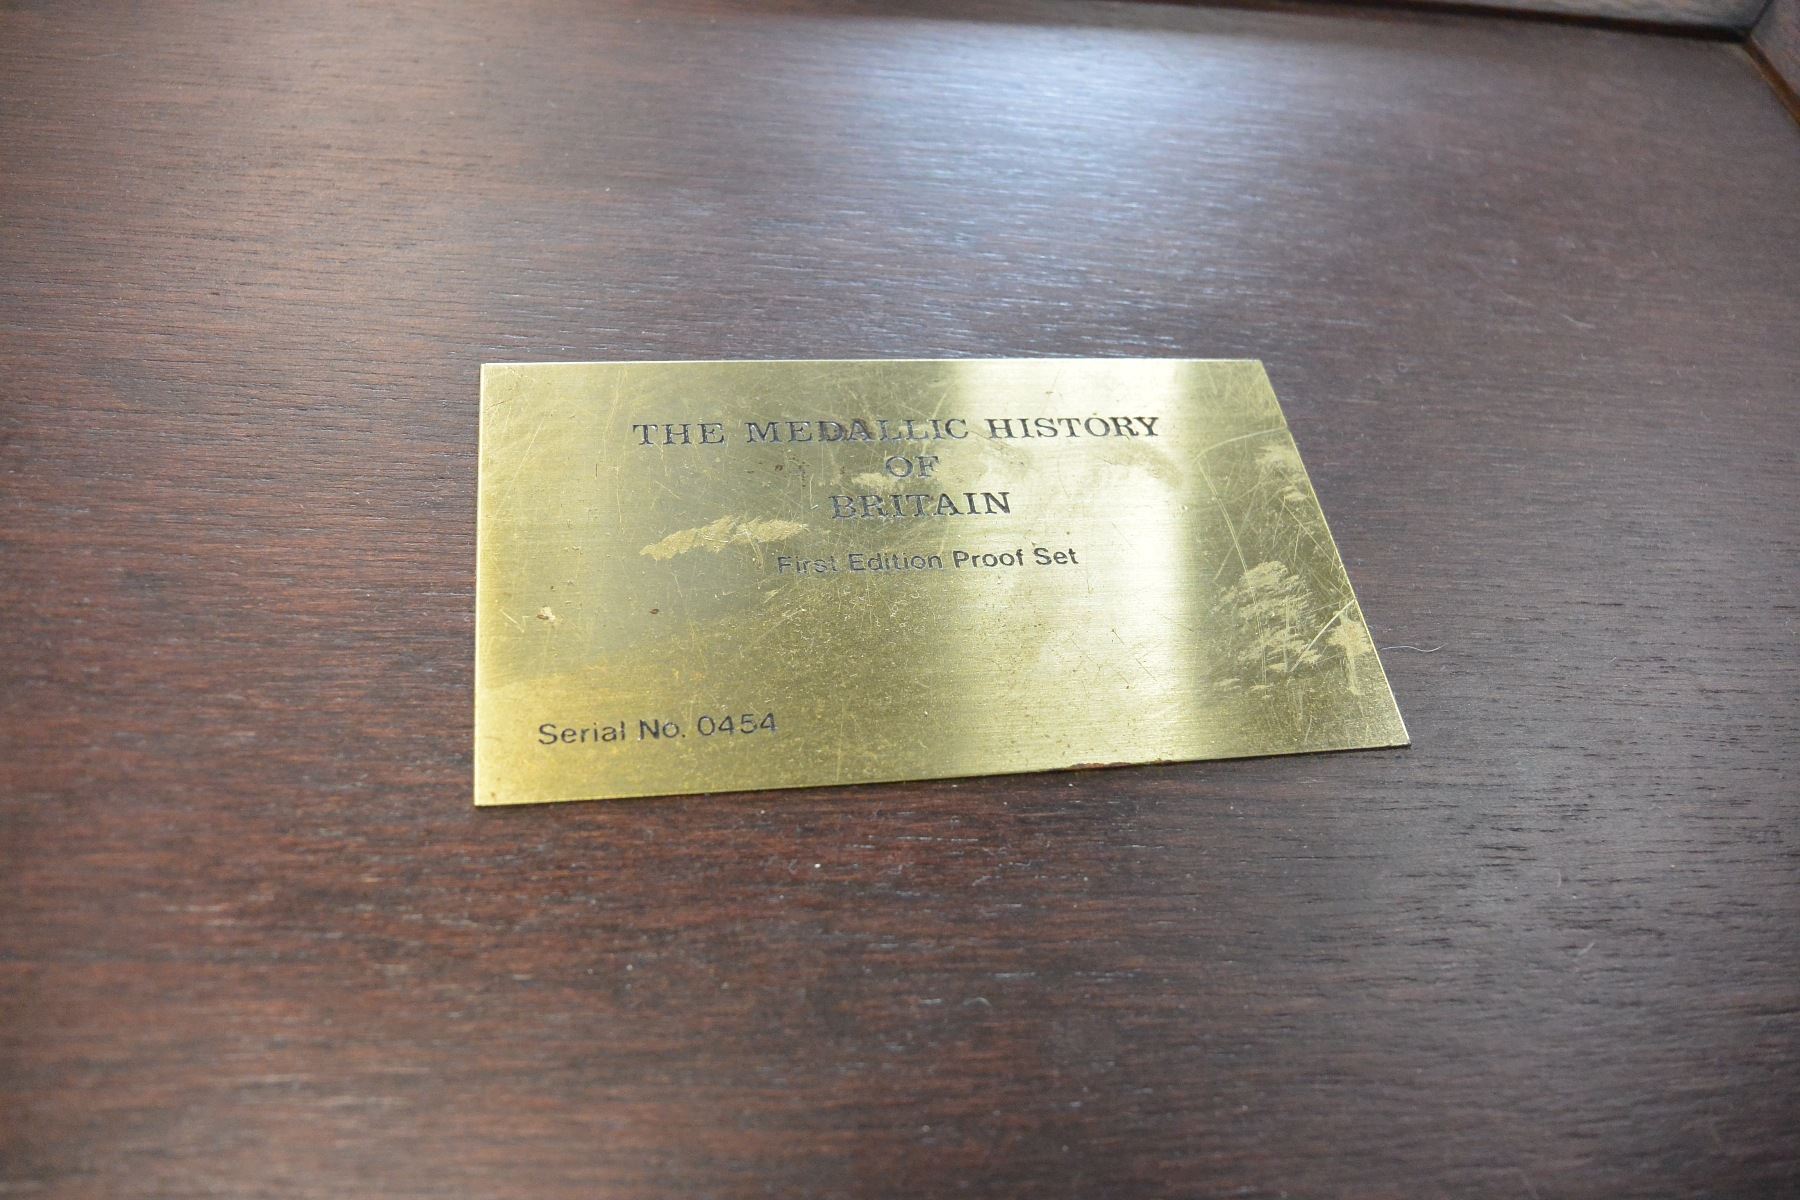 THE MEDALLIC HISTORY
OF
BRITAIN
First Edition Proof Set
Serial No. 0454